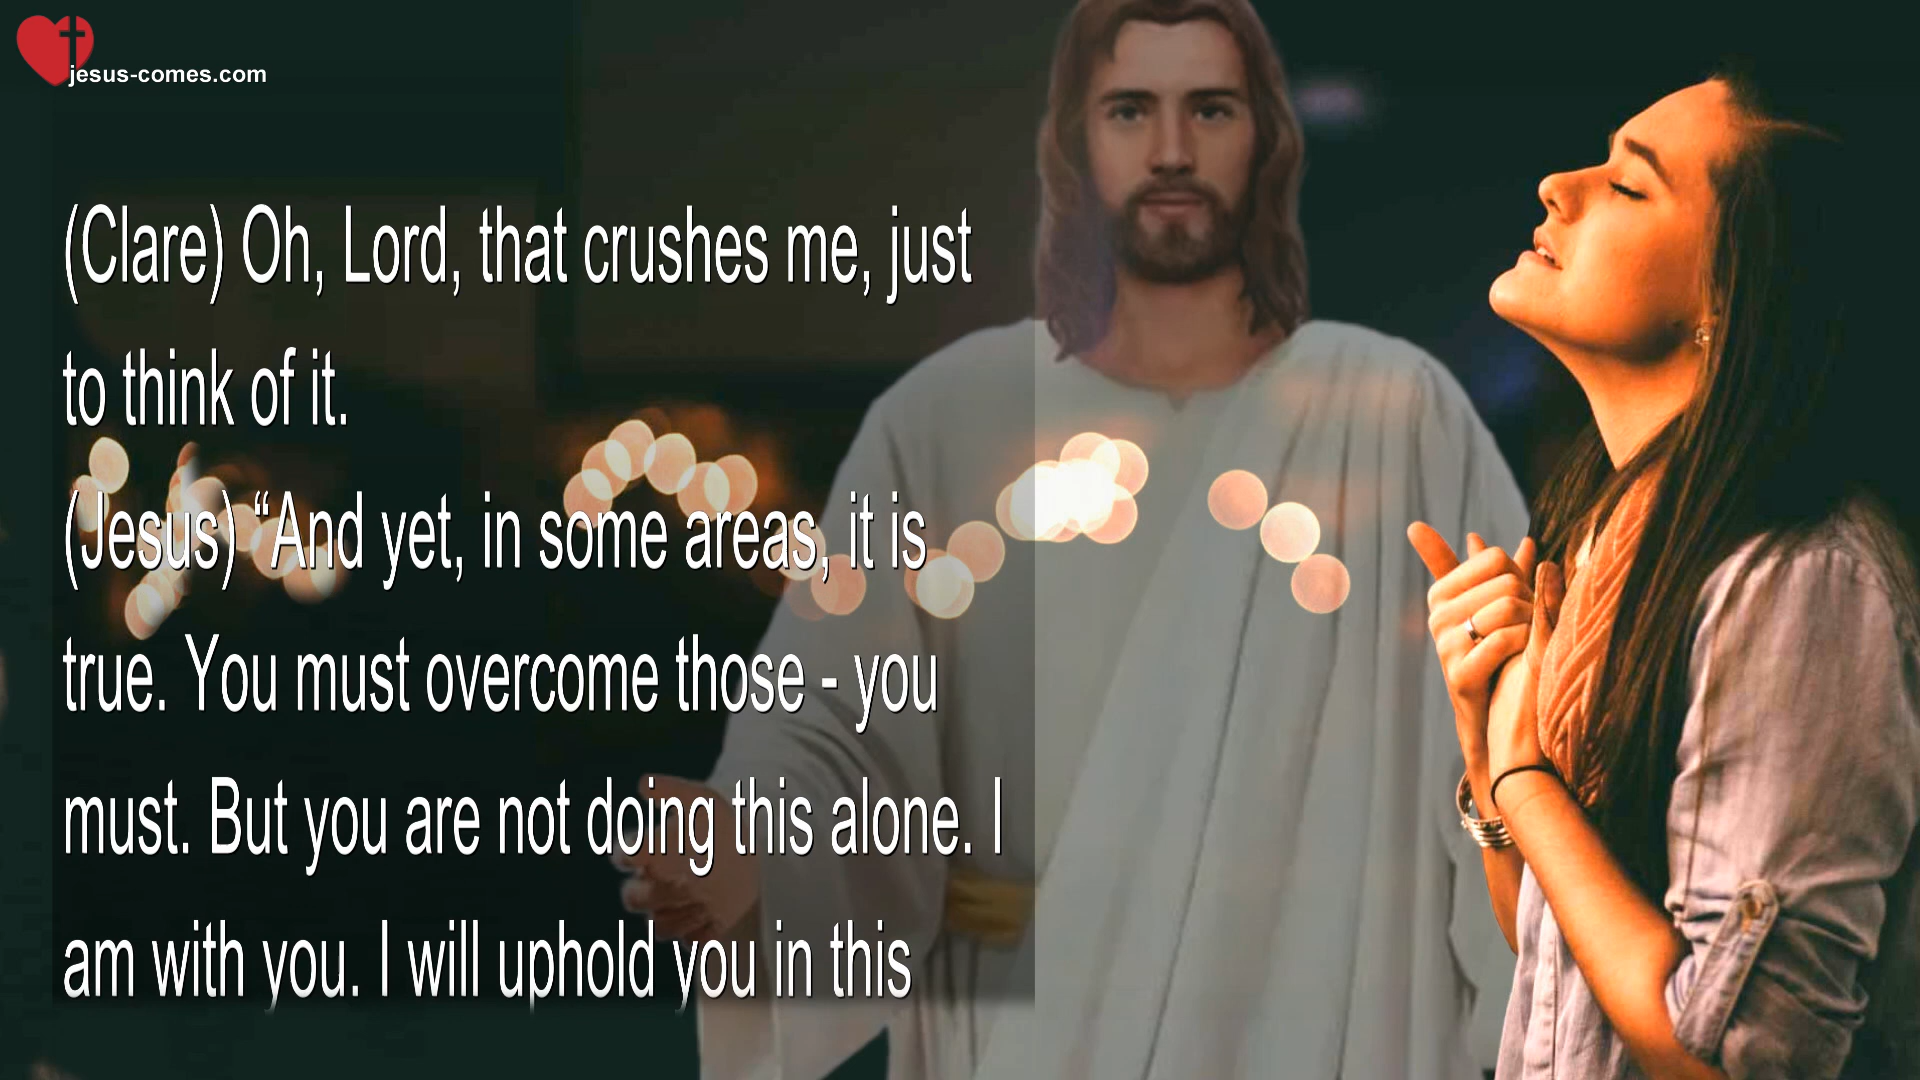 jesus-comes.com
(Clare) Oh, Lord, that crushes me, just
to think of it.
(Jesus) “And yet, in some areas, it is
true. You must overcome those - you
must. But you are not doing this alone. I
am with you. I will uphold you in this